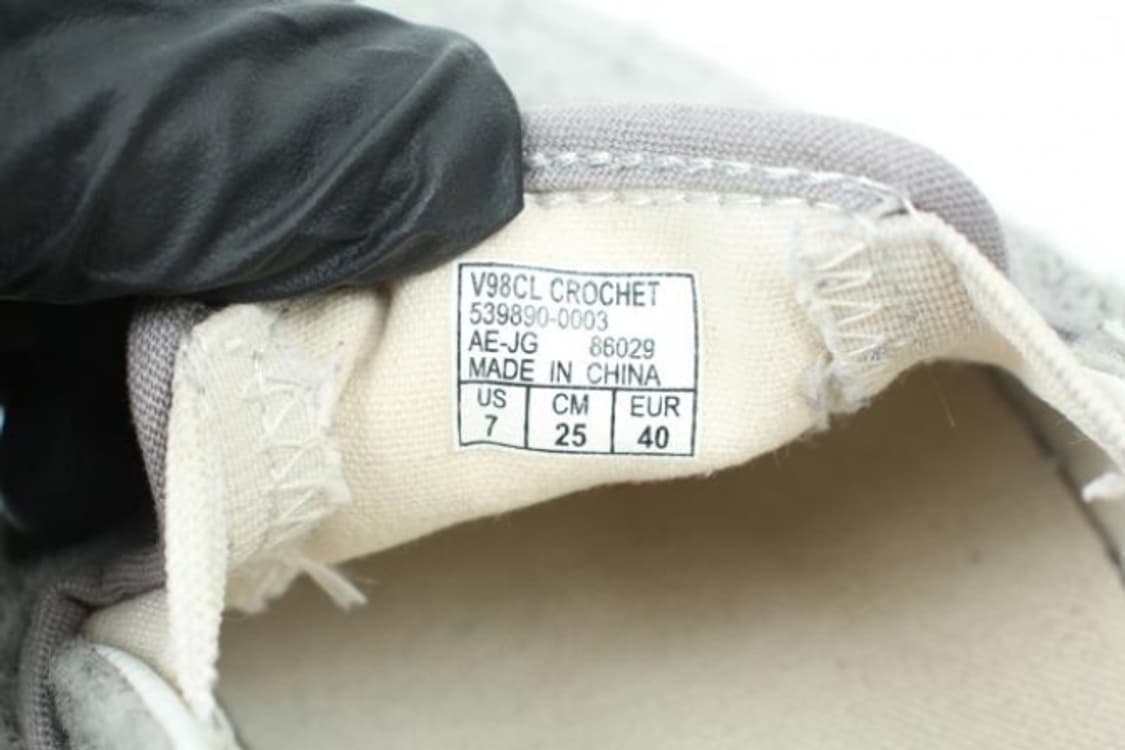 V98CL CROCHET
539890-0003
AE-JG 86029
MADE IN CHINA
US CM EUR
7 25 40